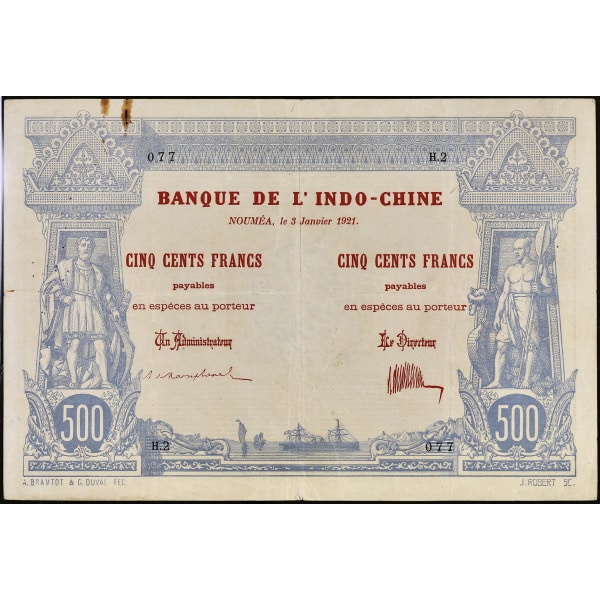 077 H.2
BANQUE DE L'INDO-CHINE
NOUMÉA, le 3 Janvier 1921.
CINQ CENTS FRANCS
payables
en espèces au porteur
Un Administrateur
CINQ CENTS FRANCS
payables
en espèces au porteur
Le Directeur
500
500
H.2 077
A. BRAMTOT & G. DUVAL FEC.
J. ROBERT SC.